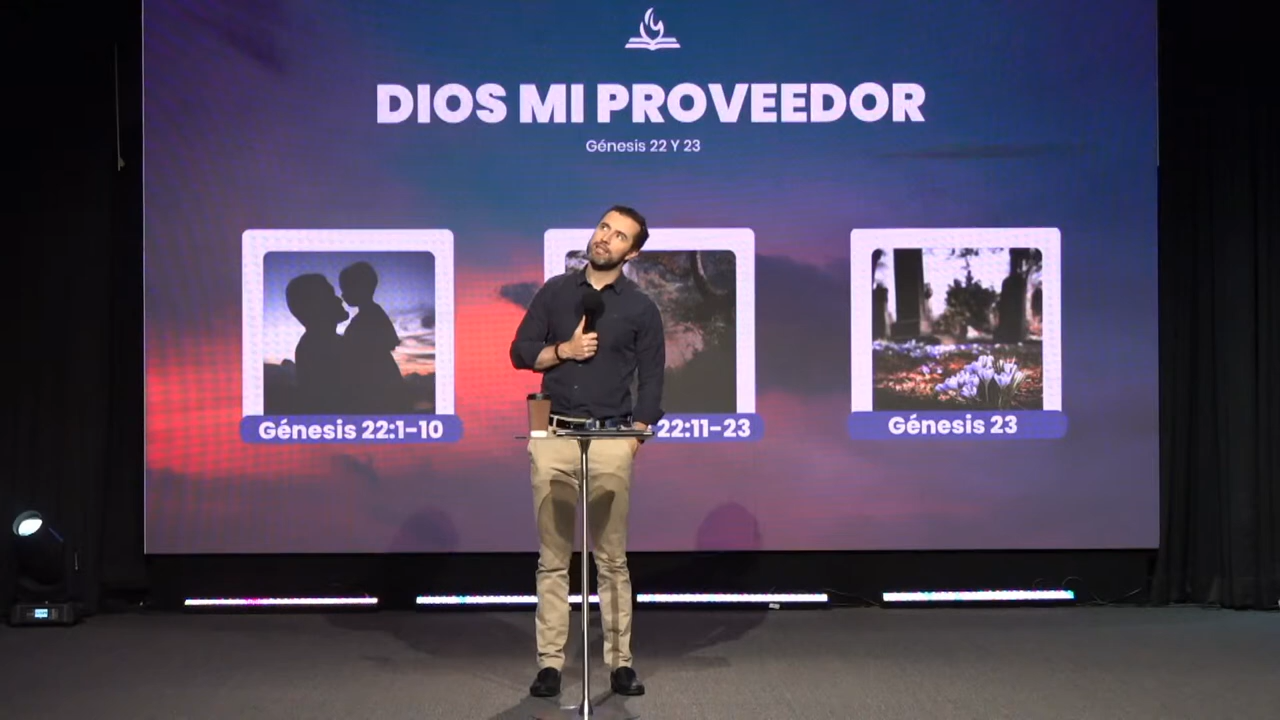 DIOS MI PROVEEDOR
Génesis 22 Y 23
Génesis 22:1-10
22:11-23
Génesis 23